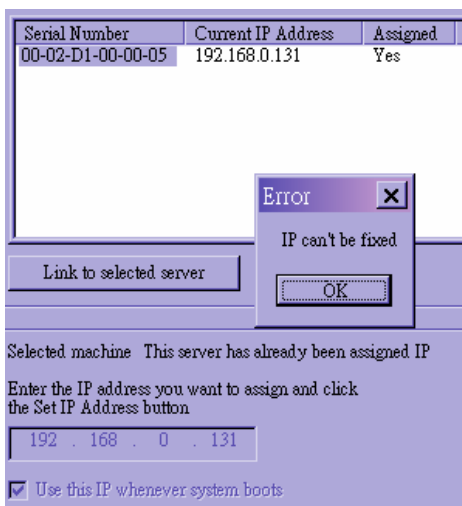 Serial Number Current IP Address Assigned
00-02-D1-00-00-05 192.168.0.131 Yes
Error
IP can't be fixed
OK
Link to selected server
Selected machine This server has already been assigned IP
Enter the IP address you want to assign and click
the Set IP Address button
192 . 168 . 0 . 131
Use this IP whenever system boots